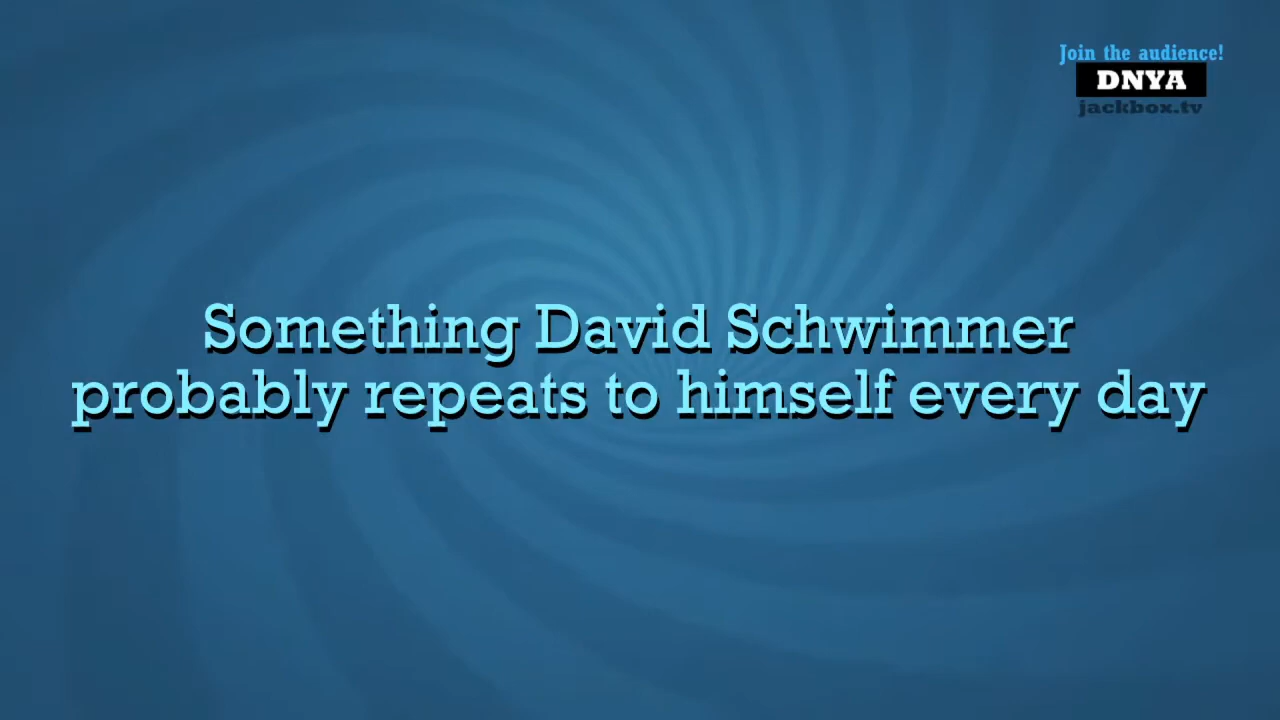 Join the audience!
DNYA
jackbox.tv
Something David Schwimmer
probably repeats to himself every day